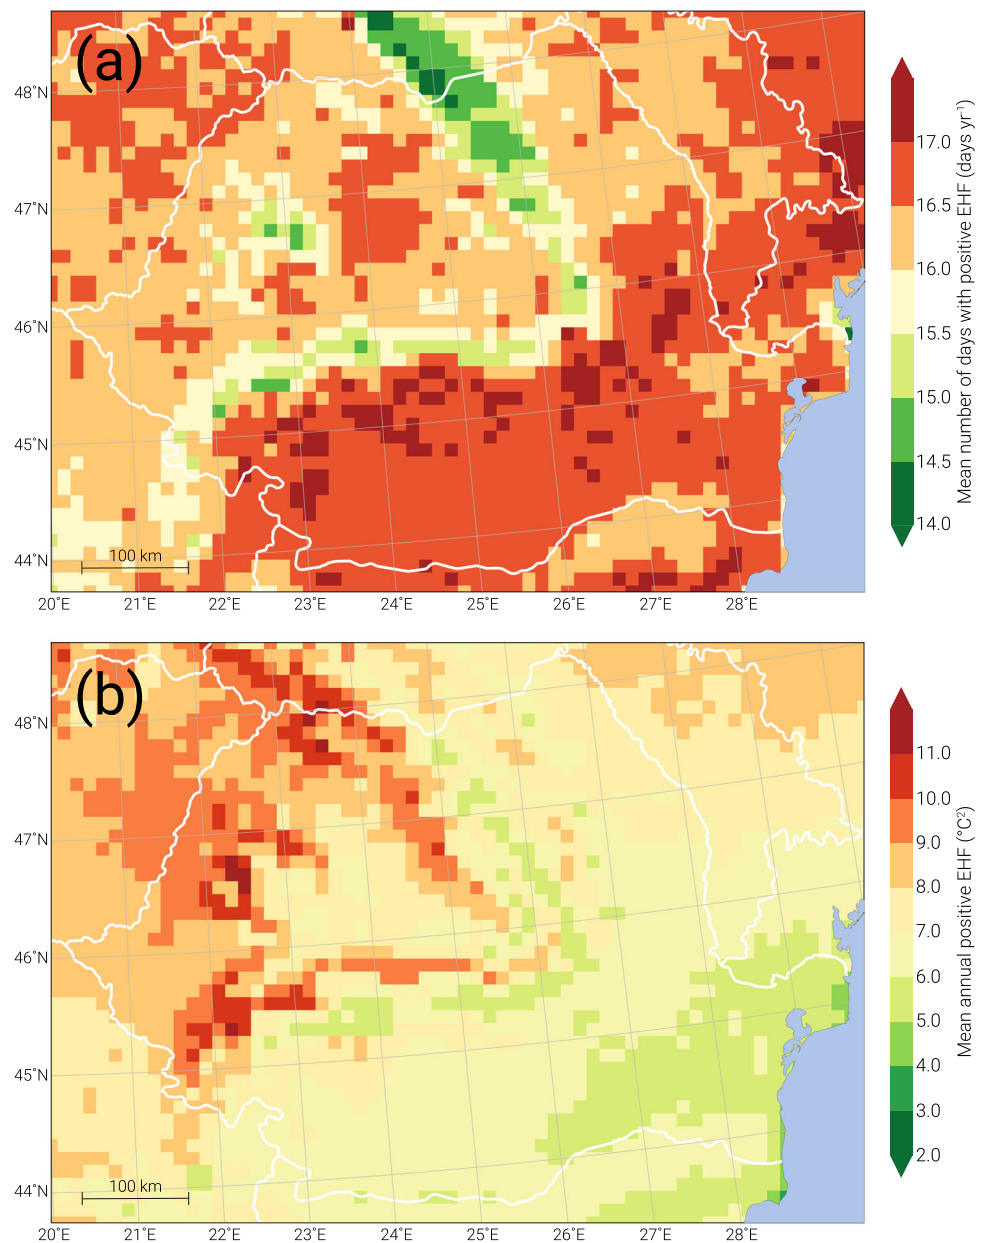 (a)
48°N
47°N
46°N
45°N
44°N
100 km
20°E 21°E 22°E 23°E 24°E 25°E 26°E 27°E 28°E
17.0
16.5
16.0
15.5
15.0
14.5
14.0
Mean number of days with positive EHF (days yr⁻¹)
(b)
48°N
47°N
46°N
45°N
44°N
100 km
20°E 21°E 22°E 23°E 24°E 25°E 26°E 27°E 28°E
11.0
10.0
9.0
8.0
7.0
6.0
5.0
4.0
3.0
2.0
Mean annual positive EHF (°C²)